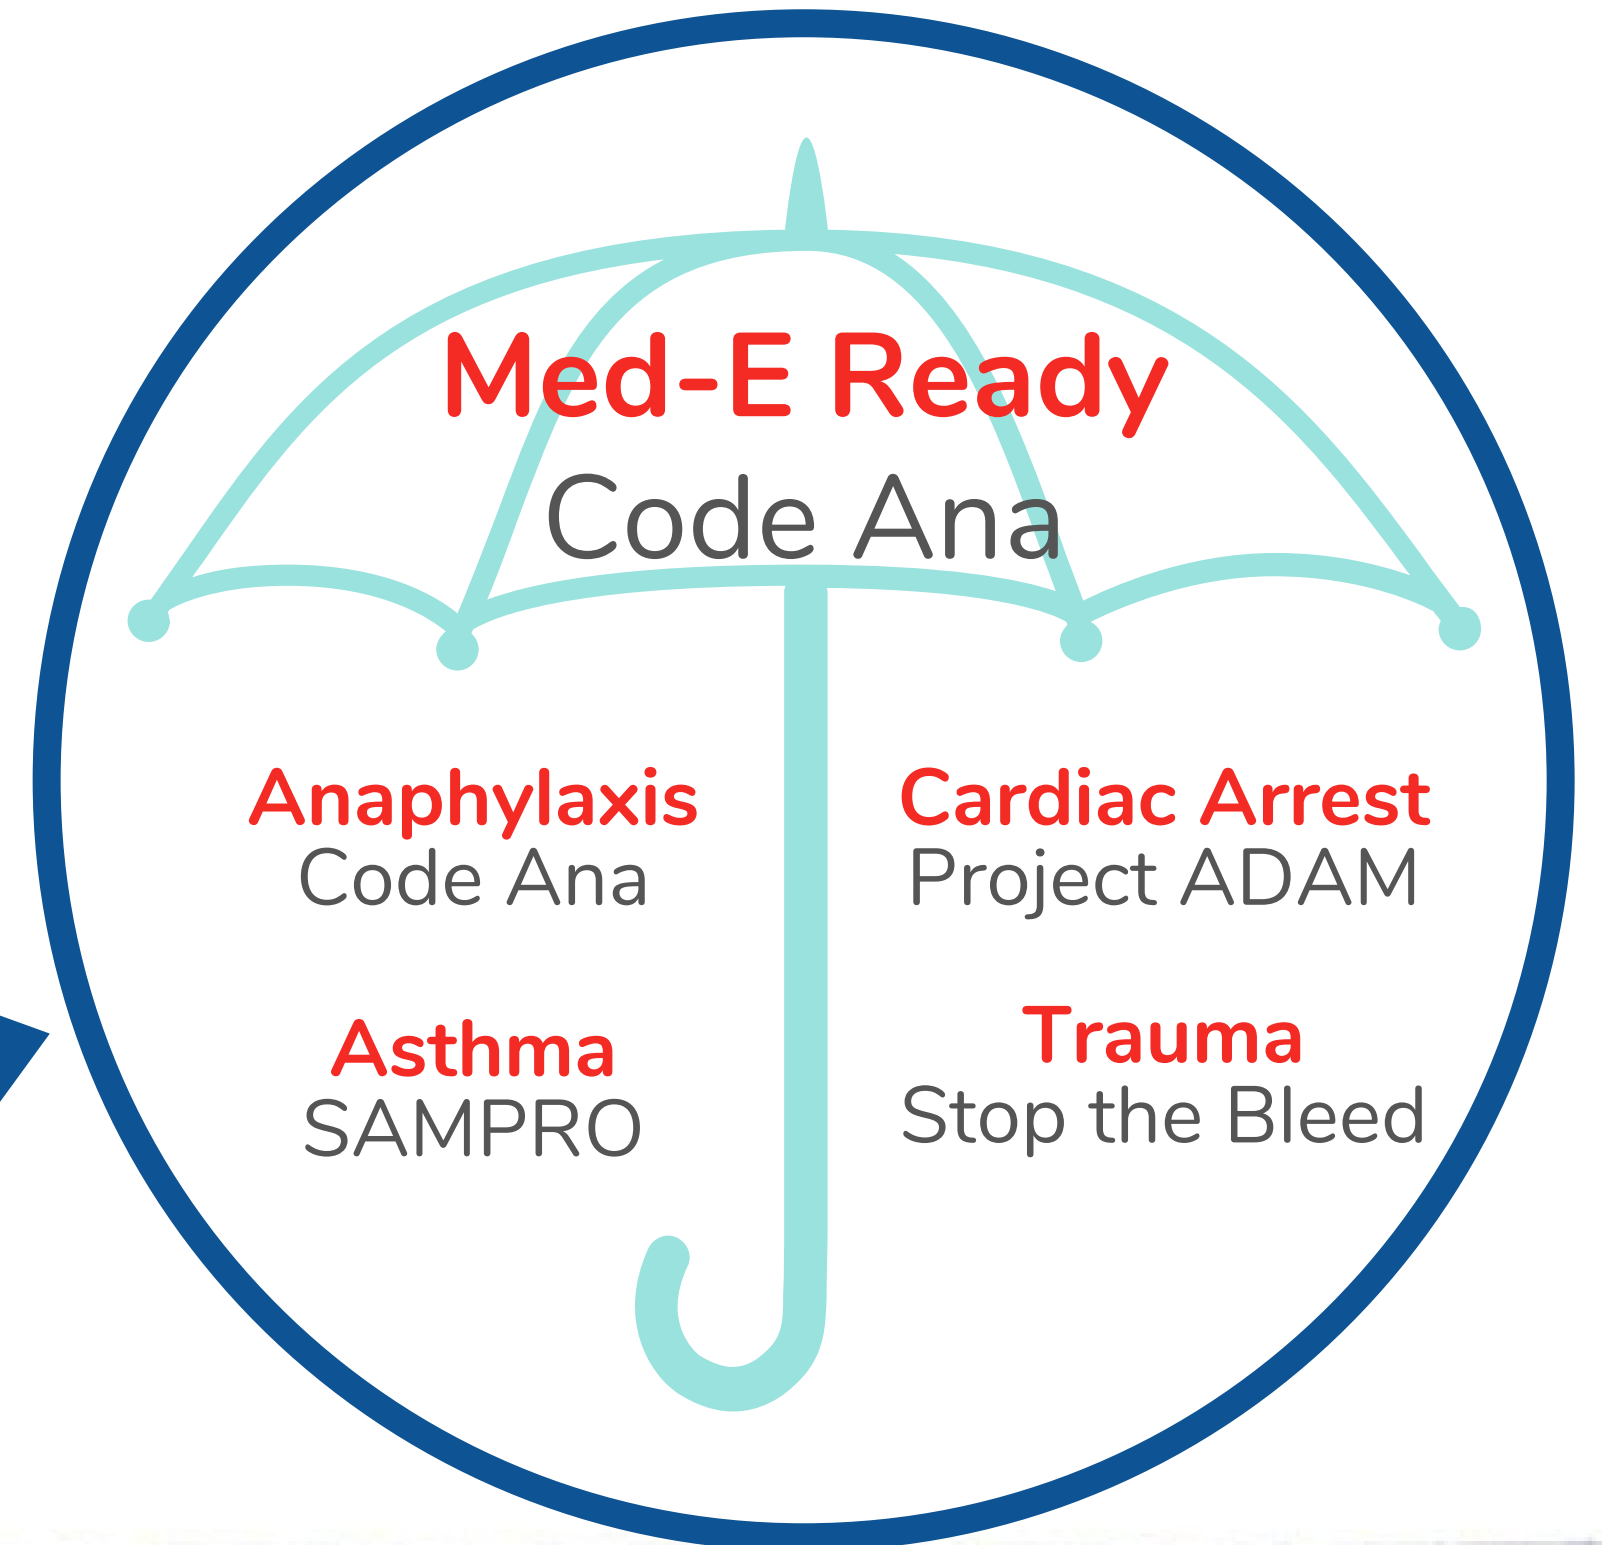 Med-E Ready
Code Ana
Anaphylaxis
Code Ana
Asthma
SAMPRO
Cardiac Arrest
Project ADAM
Trauma
Stop the Bleed